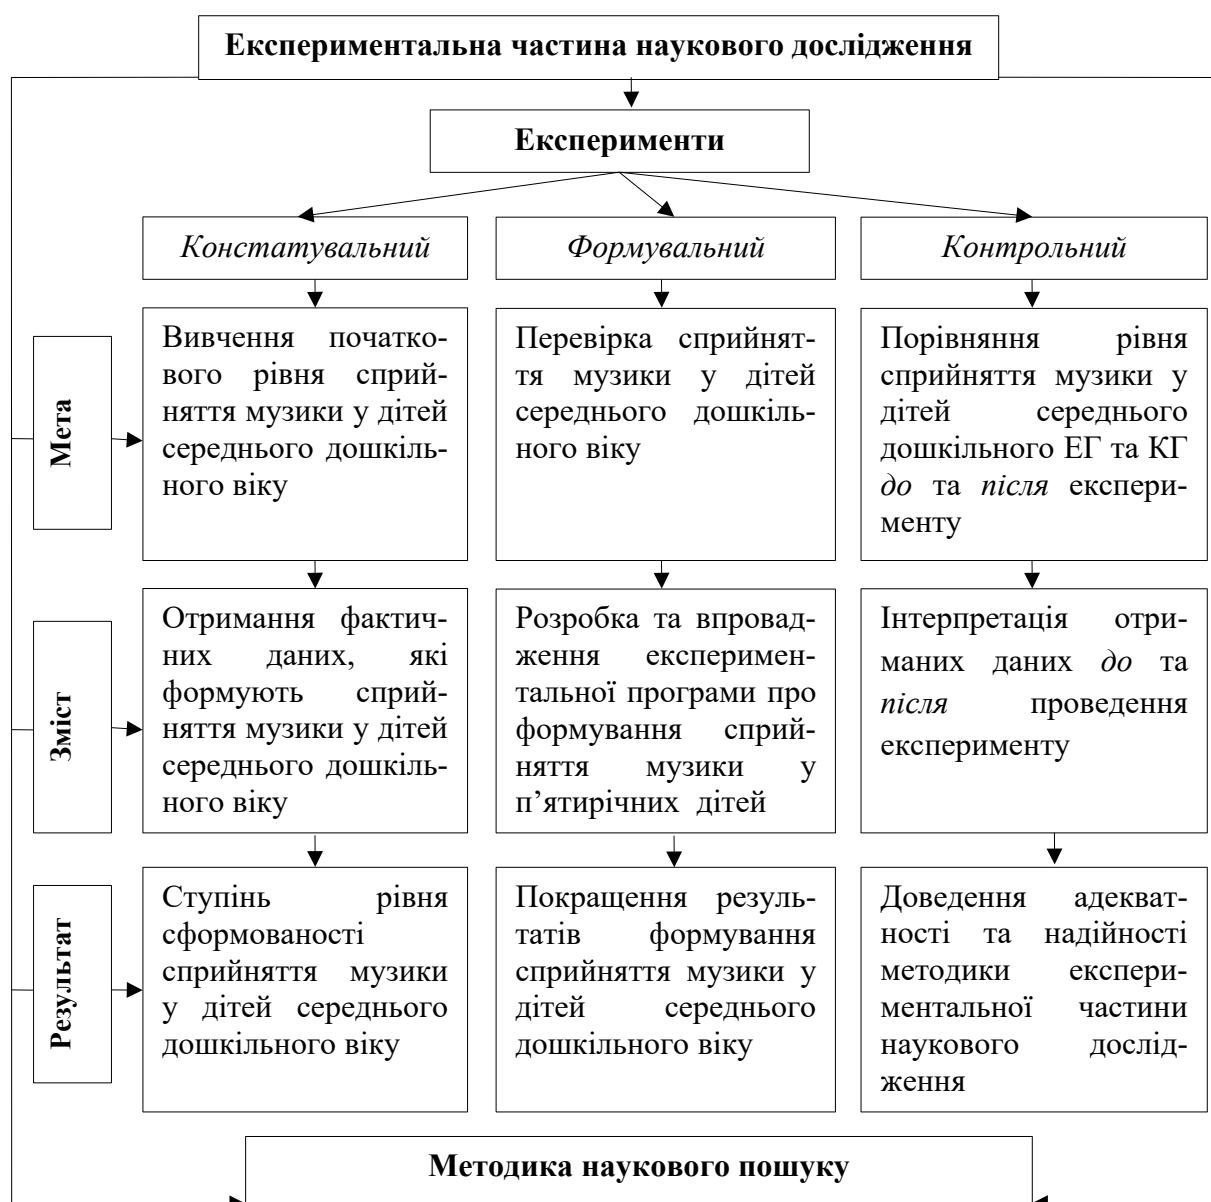 Експериментальна частина наукового дослідження
Експерименти
Констатувальний
Формувальний
Контрольний
Мета
Вивчення початко-
вого рівня сприй-
няття музики у дітей
середнього дошкіль-
ного віку
Перевірка сприйнят-
тя музики у дітей
середнього дошкіль-
ного віку
Порівняння рівня
сприйняття музики у
дітей середнього
дошкільного ЕГ та КГ
до та після експери-
менту
Зміст
Отримання фактич-
них даних, які
формують сприй-
няття музики у дітей
середнього дошкіль-
ного віку
Розробка та впровад-
ження експеримен-
тальної програми про
формування сприй-
няття музики у
п’ятирічних дітей
Інтерпретація отри-
маних даних до та
після проведення
експерименту
Результат
Ступінь рівня
сформованості
сприйняття музики
у дітей середнього
дошкільного віку
Покращення резуль-
татів формування
сприйняття музики у
дітей середнього
дошкільного віку
Доведення адекват-
ності та надійності
методики експери-
ментальної частини
наукового дослід-
ження
Методика наукового пошуку